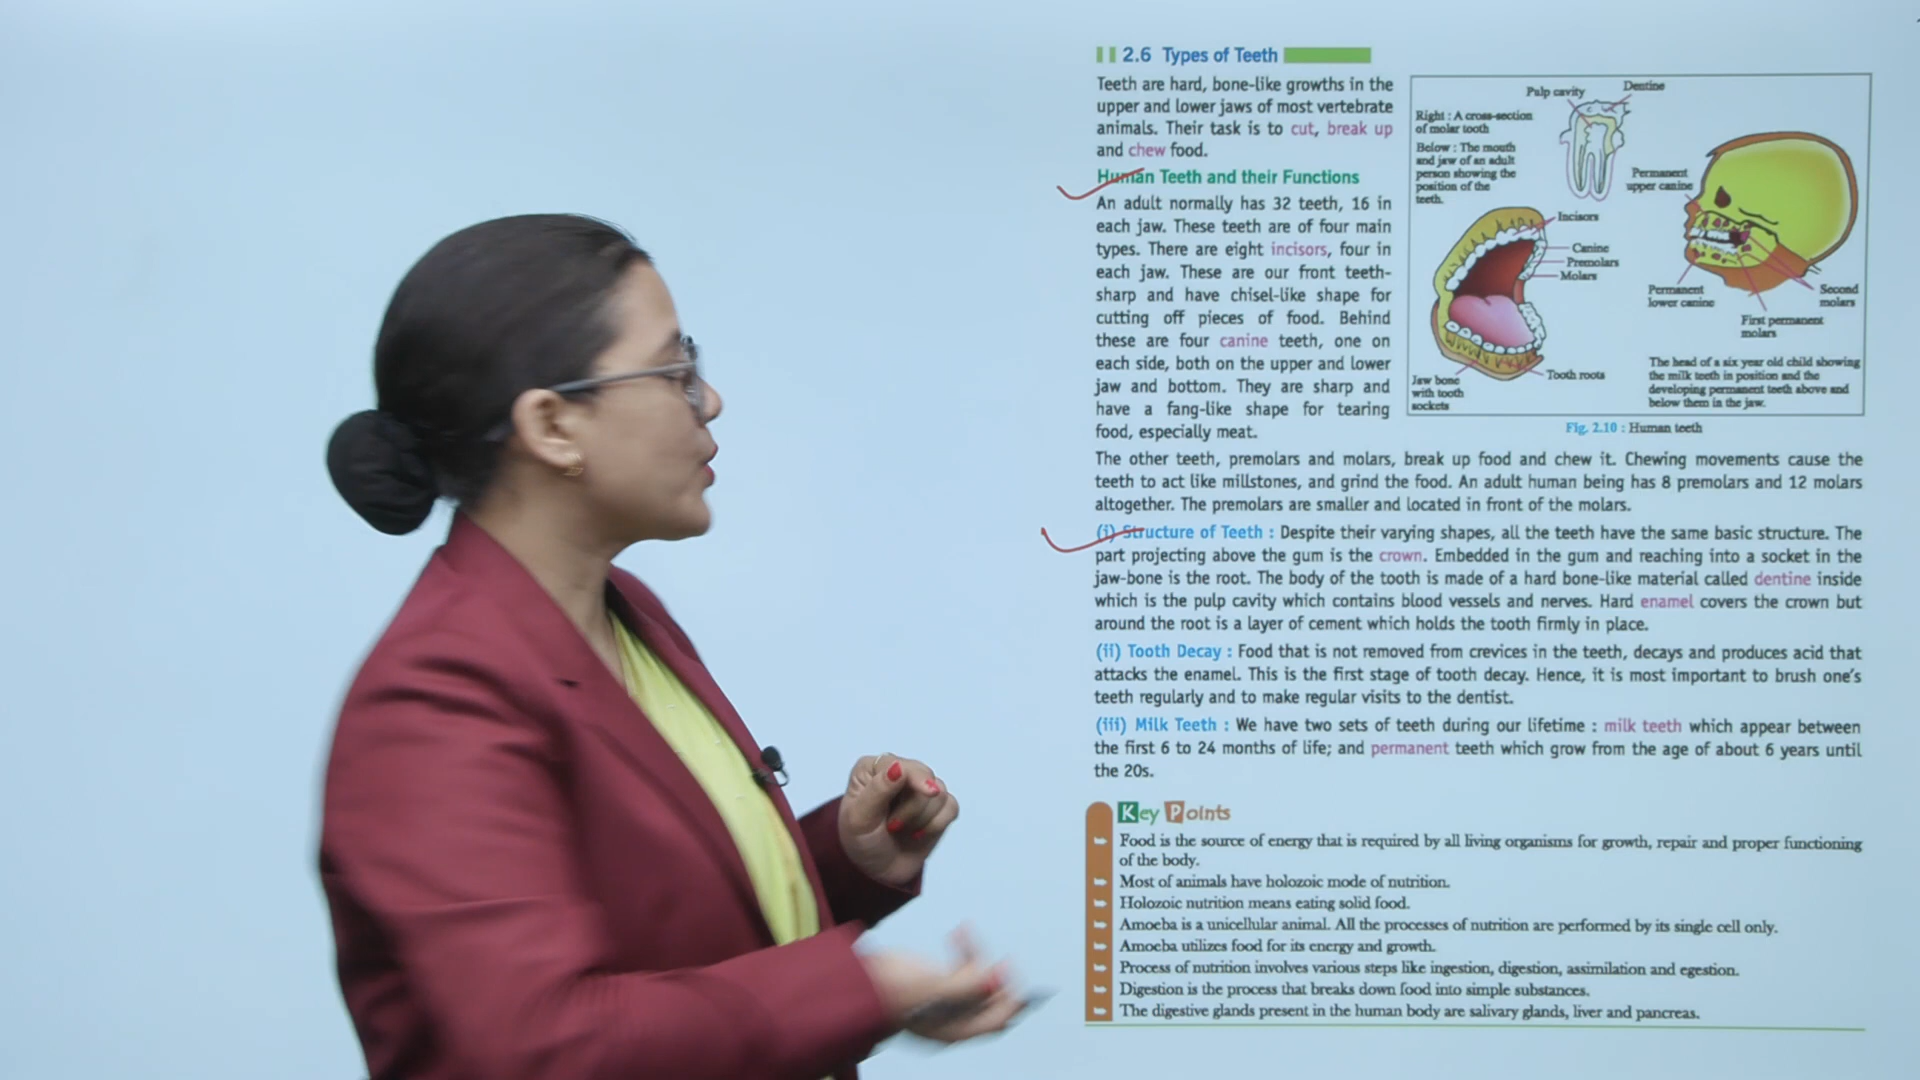 2.6 Types of Teeth
Teeth are hard, bone-like growths in the
upper and lower jaws of most vertebrate
animals. Their task is to cut, break up
and chew food.
Human Teeth and their Functions
An adult normally has 32 teeth, 16 in
each jaw. These teeth are of four main
types. There are eight incisors, four in
each jaw. These are our front teeth-
sharp and have chisel-like shape for
cutting off pieces of food. Behind
these are four canine teeth, one on
each side, both on the upper and lower
jaw and bottom. They are sharp and
have a fang-like shape for tearing
food, especially meat.
Pulp cavity
Dentine
Right : A cross-section
of molar tooth
Below : The mouth
and jaw of an adult
person showing the
position of the
teeth.
Permanent
upper canine
Incisors
Canine
Premolars
Molars
Permanent
lower canine
Second
molars
First permanent
molars
Tooth roots
Jaw bone
with tooth
sockets
The head of a six year old child showing
the milk teeth in position and the
developing permanent teeth above and
below them in the jaw.
Fig. 2.10 : Human teeth
The other teeth, premolars and molars, break up food and chew it. Chewing movements cause the
teeth to act like millstones, and grind the food. An adult human being has 8 premolars and 12 molars
altogether. The premolars are smaller and located in front of the molars.
(i) Structure of Teeth : Despite their varying shapes, all the teeth have the same basic structure. The
part projecting above the gum is the crown. Embedded in the gum and reaching into a socket in the
jaw-bone is the root. The body of the tooth is made of a hard bone-like material called dentine inside
which is the pulp cavity which contains blood vessels and nerves. Hard enamel covers the crown but
around the root is a layer of cement which holds the tooth firmly in place.
(ii) Tooth Decay : Food that is not removed from crevices in the teeth, decays and produces acid that
attacks the enamel. This is the first stage of tooth decay. Hence, it is most important to brush one's
teeth regularly and to make regular visits to the dentist.
(iii) Milk Teeth : We have two sets of teeth during our lifetime : milk teeth which appear between
the first 6 to 24 months of life; and permanent teeth which grow from the age of about 6 years until
the 20s.
Key Points
Food is the source of energy that is required by all living organisms for growth, repair and proper functioning
of the body.
Most of animals have holozoic mode of nutrition.
Holozoic nutrition means eating solid food.
Amoeba is a unicellular animal. All the processes of nutrition are performed by its single cell only.
Amoeba utilizes food for its energy and growth.
Process of nutrition involves various steps like ingestion, digestion, assimilation and egestion.
Digestion is the process that breaks down food into simple substances.
The digestive glands present in the human body are salivary glands, liver and pancreas.